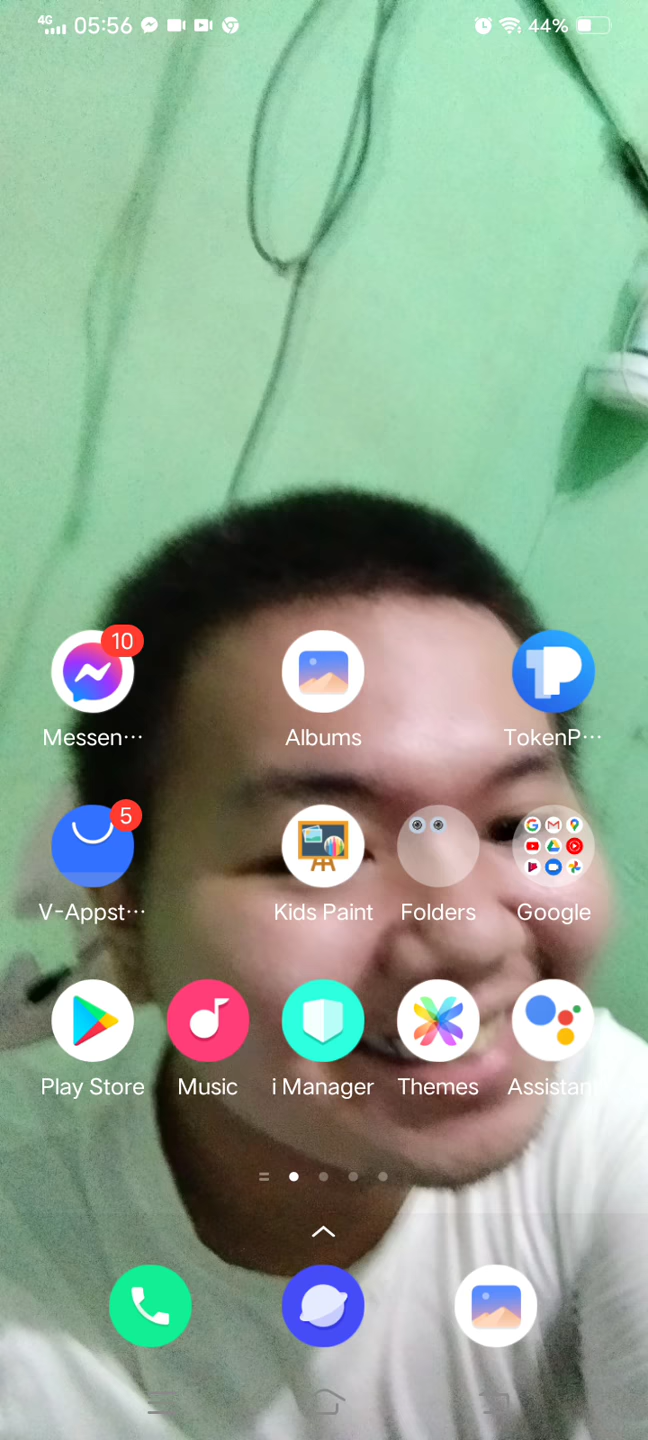 4G 05:56 44%
10
Messen···
Albums
TokenP···
5
V-Appst···
Kids Paint
Folders
Google
Play Store
Music
i Manager
Themes
Assistant